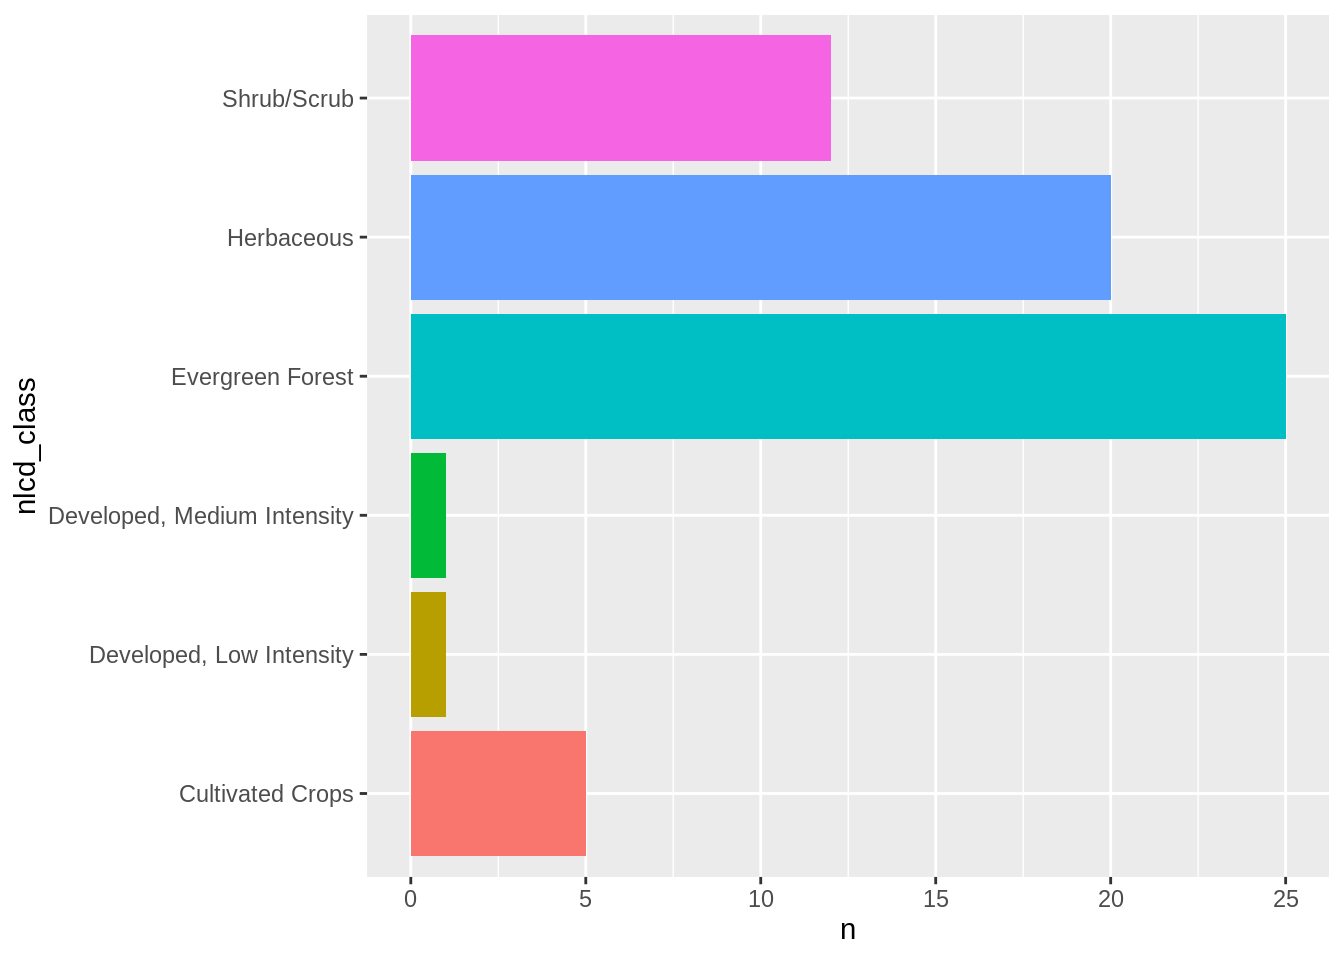 Shrub/Scrub
Herbaceous
Evergreen Forest
Developed, Medium Intensity
Developed, Low Intensity
Cultivated Crops
nlcd_class
0 5 10 15 20 25
n